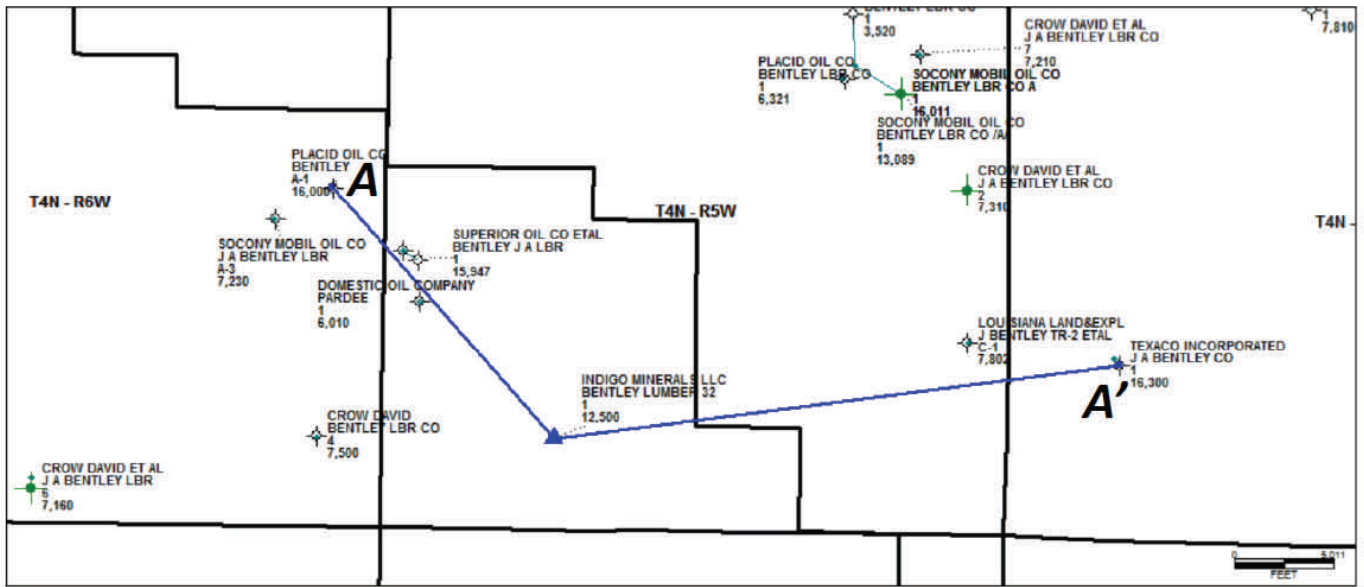 BENTLEY LBR CO
1
3,520
CROW DAVID ET AL
J A BENTLEY LBR CO
7
7,210
1
7,810
PLACID OIL CO
BENTLEY LBR CO
1
6,321
SOCONY MOBIL OIL CO
BENTLEY LBR CO A
1
16,011
SOCONY MOBIL OIL CO
BENTLEY LBR CO /A/
1
13,089
PLACID OIL CO
BENTLEY
A-1
16,000
A
CROW DAVID ET AL
J A BENTLEY LBR CO
2
7,310
T4N - R6W
T4N - R5W
T4N -
SOCONY MOBIL OIL CO
J A BENTLEY LBR
A-3
7,230
SUPERIOR OIL CO ETAL
BENTLEY J A LBR
1
15,947
DOMESTIC OIL COMPANY
PARDEE
1
6,010
LOUISIANA LAND&EXPL
J BENTLEY TR-2 ETAL
C-1
7,802
TEXACO INCORPORATED
J A BENTLEY CO
1
16,300
A'
INDIGO MINERALS LLC
BENTLEY LUMBER 32
1
12,500
CROW DAVID
BENTLEY LBR CO
4
7,500
CROW DAVID ET AL
J A BENTLEY LBR
6
7,160
0 5,011
FEET